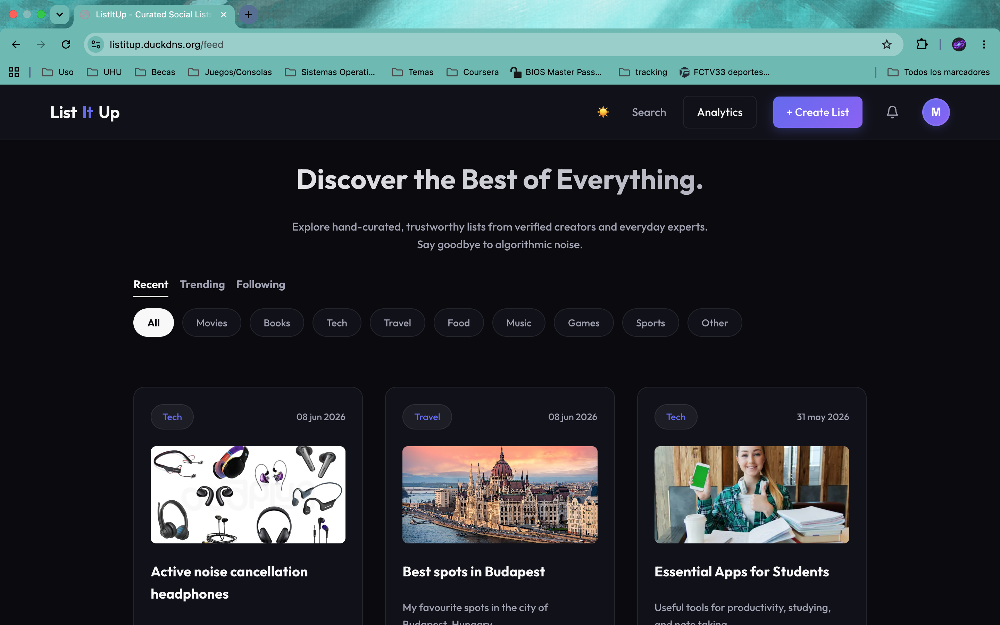 ListItUp - Curated Social Lists
listitup.duckdns.org/feed
Uso
UHU
Becas
Juegos/Consolas
Sistemas Operati...
Temas
Coursera
BIOS Master Pass...
tracking
FCTV33 deportes...
Todos los marcadores
List It Up
Search
Analytics
+ Create List
M
Discover the Best of Everything.
Explore hand-curated, trustworthy lists from verified creators and everyday experts.
Say goodbye to algorithmic noise.
Recent
Trending
Following
All
Movies
Books
Tech
Travel
Food
Music
Games
Sports
Other
Tech
08 jun 2026
Travel
08 jun 2026
Tech
31 may 2026
Active noise cancellation
headphones
Best spots in Budapest
My favourite spots in the city of
Budapest, Hungary
Essential Apps for Students
Useful tools for productivity, studying,
and note taking